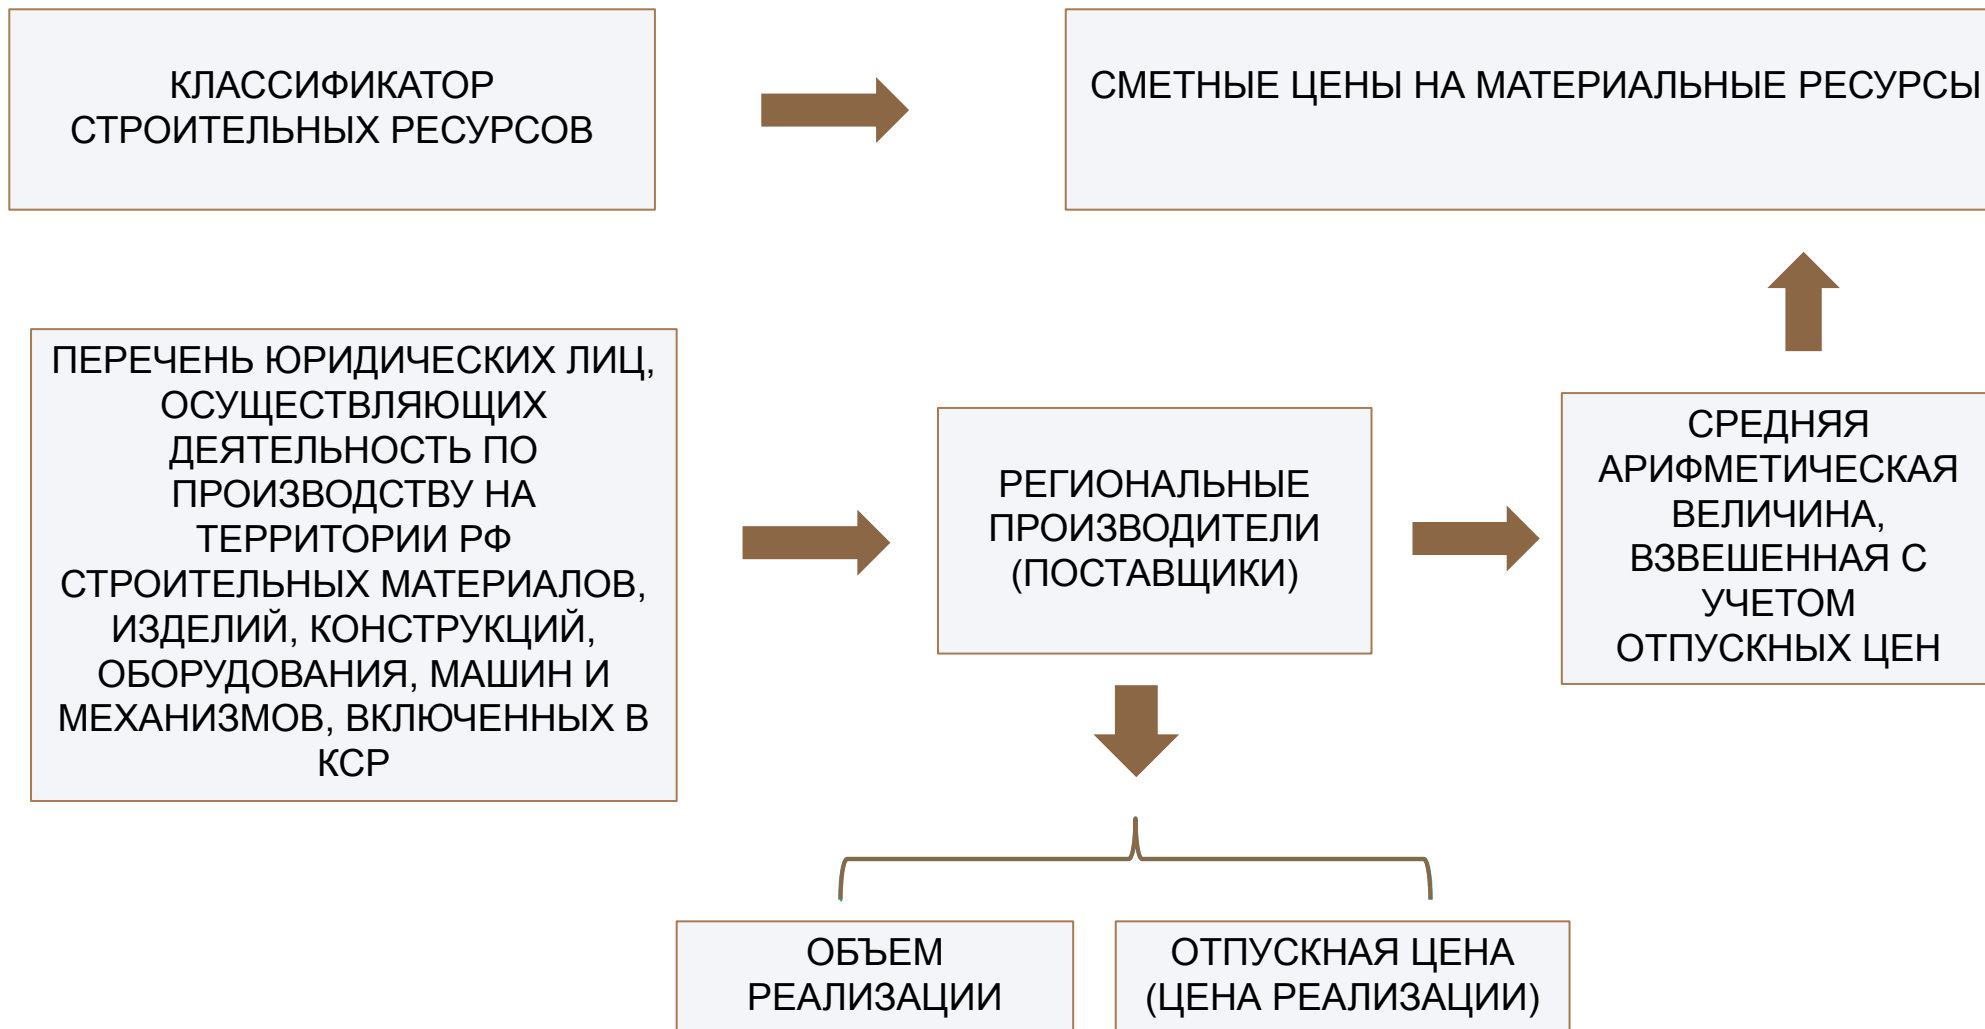 КЛАССИФИКАТОР
СТРОИТЕЛЬНЫХ РЕСУРСОВ
СМЕТНЫЕ ЦЕНЫ НА МАТЕРИАЛЬНЫЕ РЕСУРСЫ
ПЕРЕЧЕНЬ ЮРИДИЧЕСКИХ ЛИЦ,
ОСУЩЕСТВЛЯЮЩИХ
ДЕЯТЕЛЬНОСТЬ ПО
ПРОИЗВОДСТВУ НА
ТЕРРИТОРИИ РФ
СТРОИТЕЛЬНЫХ МАТЕРИАЛОВ,
ИЗДЕЛИЙ, КОНСТРУКЦИЙ,
ОБОРУДОВАНИЯ, МАШИН И
МЕХАНИЗМОВ, ВКЛЮЧЕННЫХ В
КСР
РЕГИОНАЛЬНЫЕ
ПРОИЗВОДИТЕЛИ
(ПОСТАВЩИКИ)
СРЕДНЯЯ
АРИФМЕТИЧЕСКАЯ
ВЕЛИЧИНА,
ВЗВЕШЕННАЯ С
УЧЕТОМ
ОТПУСКНЫХ ЦЕН
ОБЪЕМ
РЕАЛИЗАЦИИ
ОТПУСКНАЯ ЦЕНА
(ЦЕНА РЕАЛИЗАЦИИ)